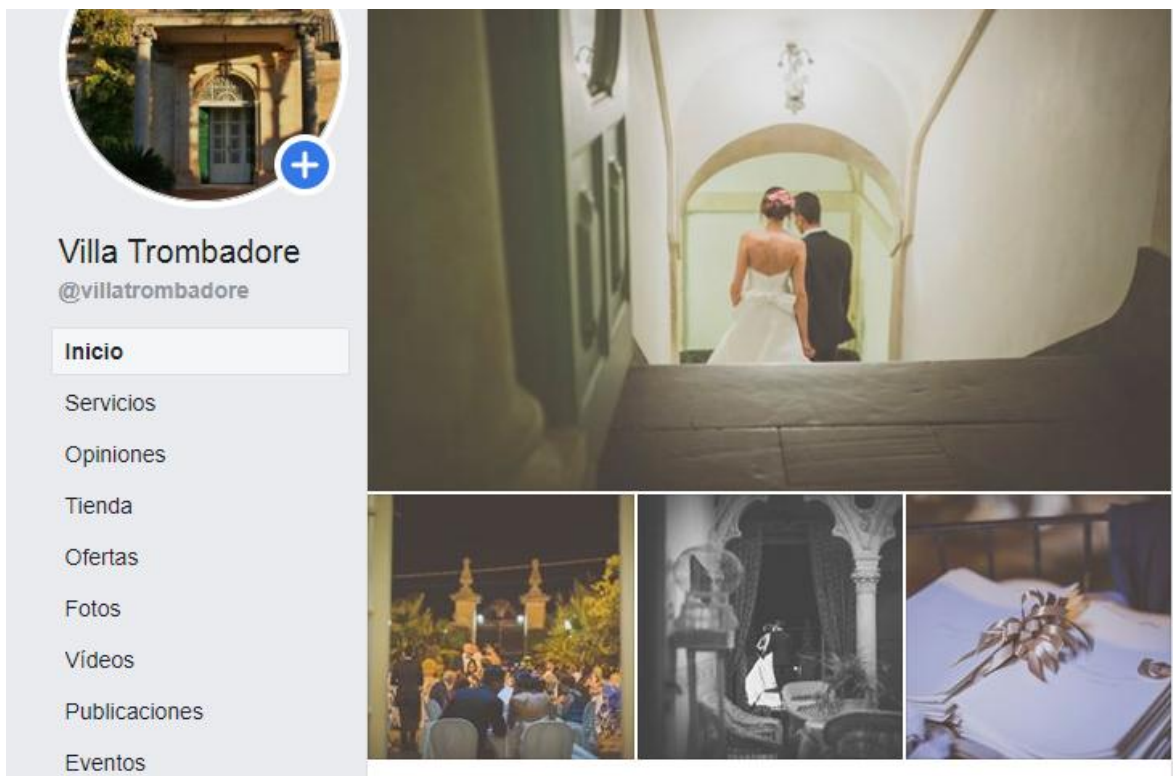 Villa Trombadore
@villatrombadore
Inicio
Servicios
Opiniones
Tienda
Ofertas
Fotos
Vídeos
Publicaciones
Eventos